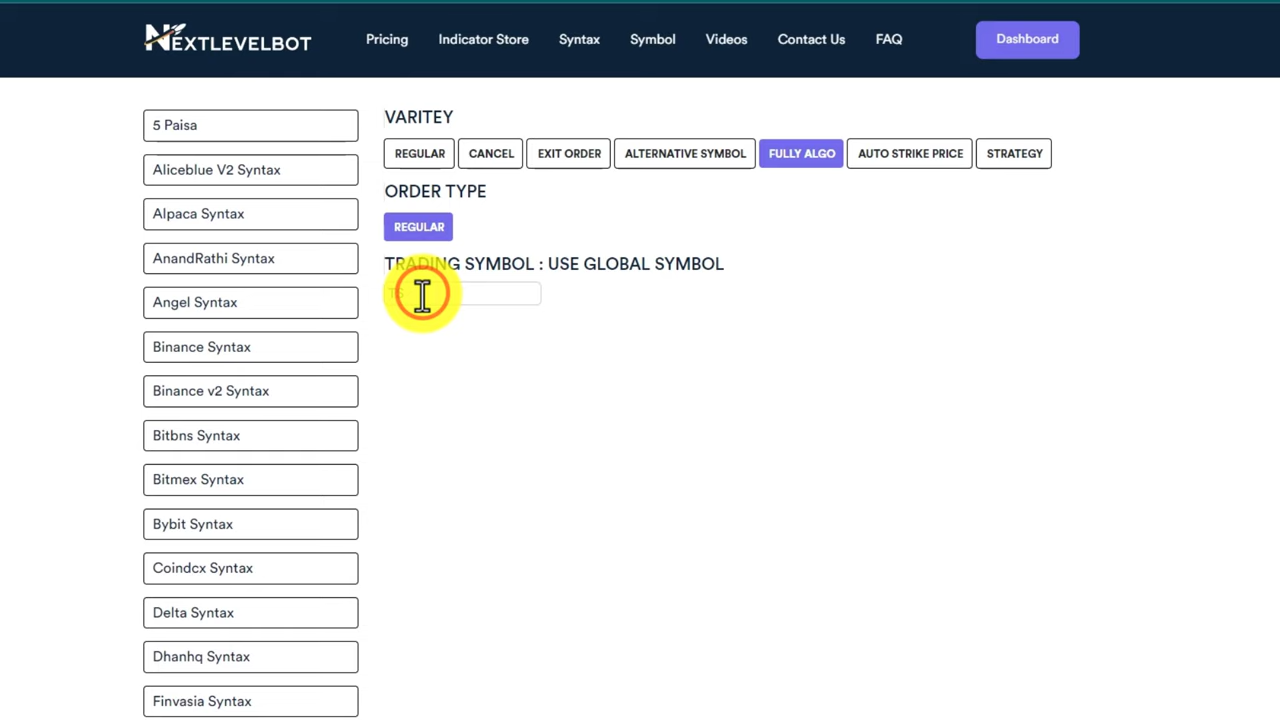 NEXTLEVELBOT
Pricing
Indicator Store
Syntax
Symbol
Videos
Contact Us
FAQ
Dashboard
5 Paisa
Aliceblue V2 Syntax
Alpaca Syntax
AnandRathi Syntax
Angel Syntax
Binance Syntax
Binance v2 Syntax
Bitbns Syntax
Bitmex Syntax
Bybit Syntax
Coindcx Syntax
Delta Syntax
Dhanhq Syntax
Finvasia Syntax
VARITEY
REGULAR
CANCEL
EXIT ORDER
ALTERNATIVE SYMBOL
FULLY ALGO
AUTO STRIKE PRICE
STRATEGY
ORDER TYPE
REGULAR
TRADING SYMBOL : USE GLOBAL SYMBOL
TS